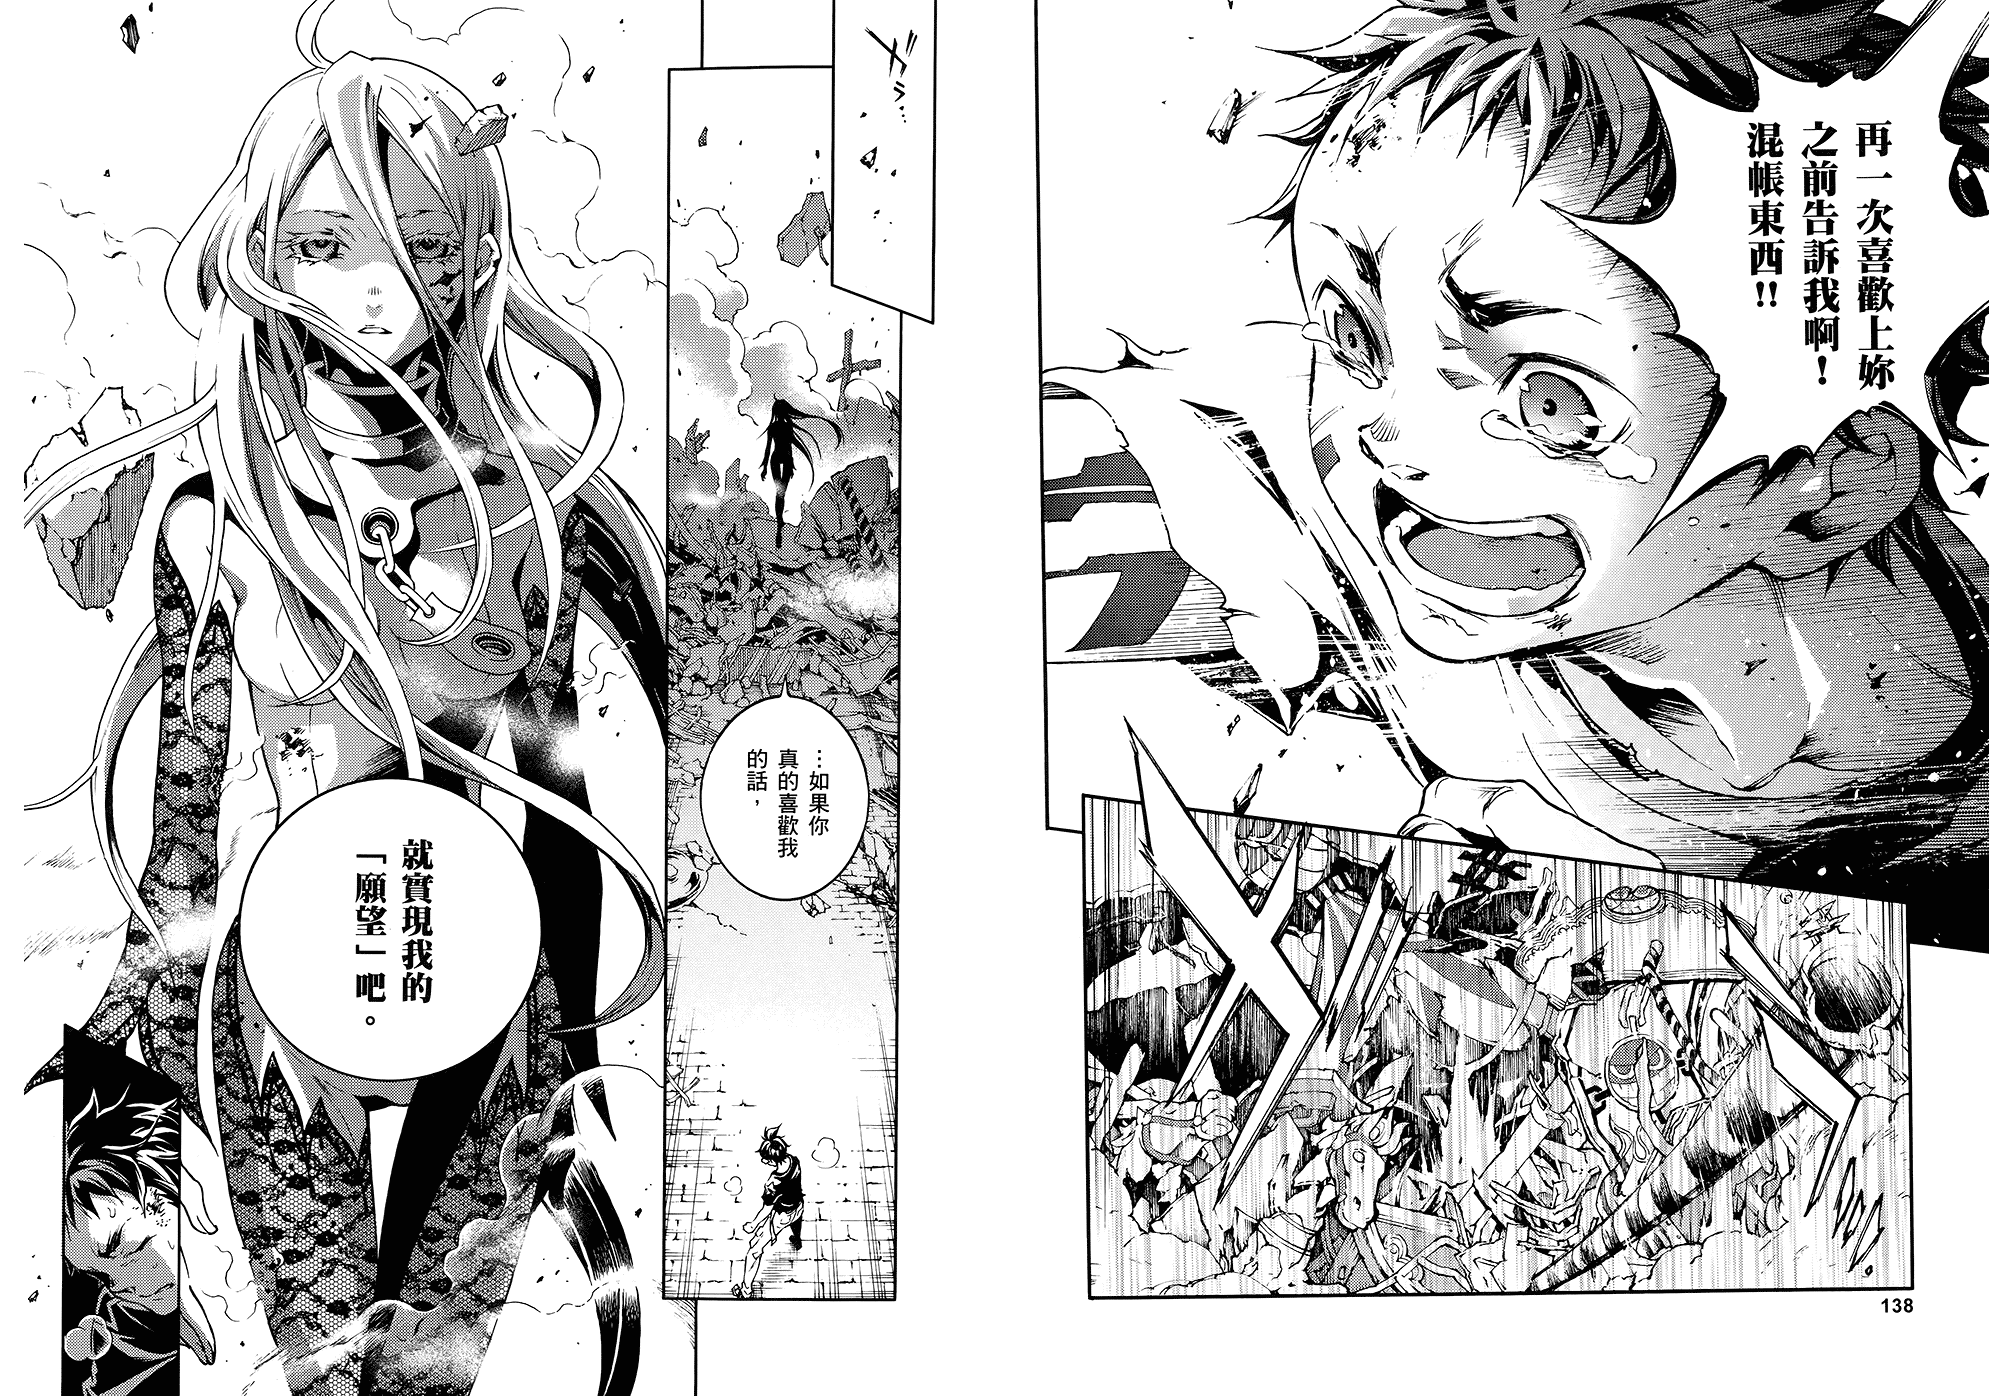 再一次喜歡上妳
之前告訴我啊！
混帳東西!!
138
…如果你
真的喜歡我
的話，
就實現我的
「願望」吧。